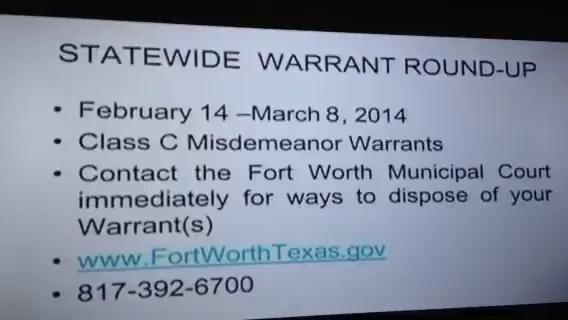 STATEWIDE WARRANT ROUND-UP
• February 14 –March 8, 2014
• Class C Misdemeanor Warrants
• Contact the Fort Worth Municipal Court
immediately for ways to dispose of your
Warrant(s)
• www.FortWorthTexas.gov
• 817-392-6700